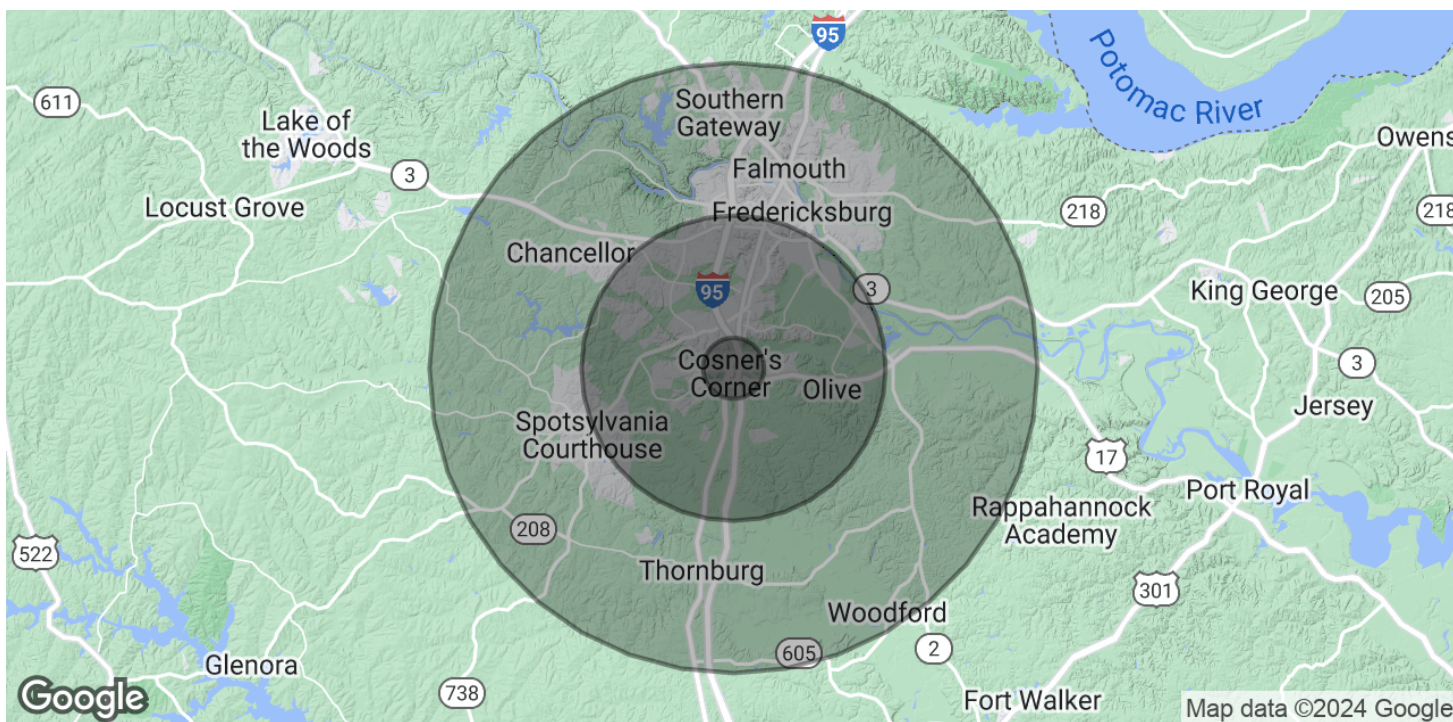 95
Potomac River
Southern
Gateway
611
Lake of
the Woods
Owens
Falmouth
3
Locust Grove
Fredericksburg
218
218
Chancellor
95
3
King George
205
Cosner's
Corner
Olive
3
Jersey
Spotsylvania
Courthouse
17
Port Royal
Rappahannock
Academy
208
522
Thornburg
301
Woodford
605
2
Glenora
738
Fort Walker
Google
Map data ©2024 Google